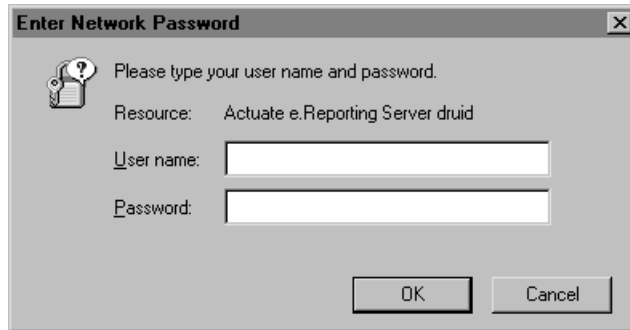 Enter Network Password
Please type your user name and password.
Resource: Actuate e.Reporting Server druid
User name:
Password:
OK Cancel